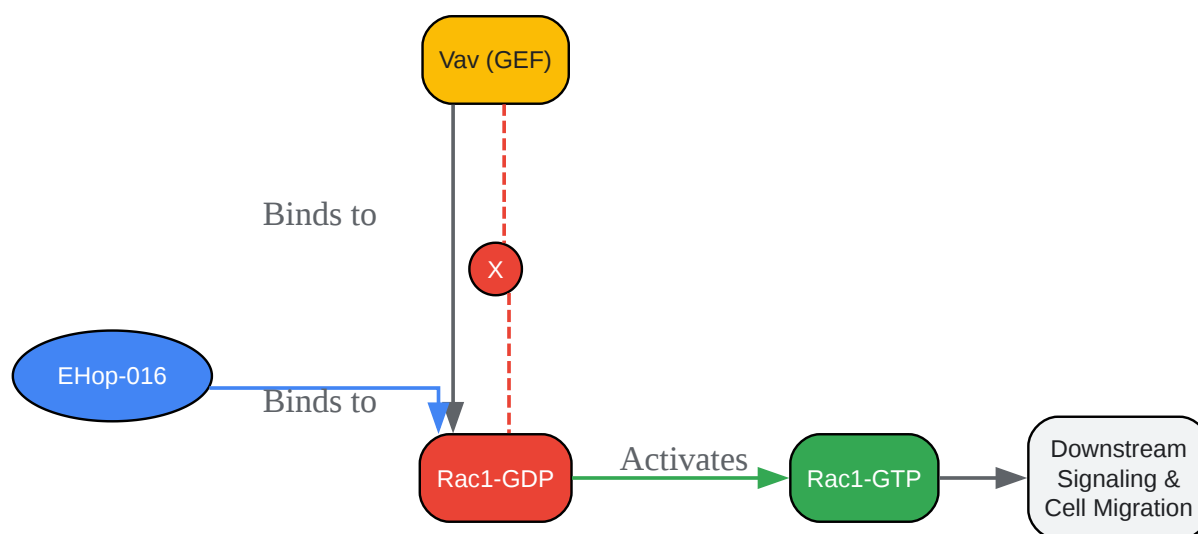 Vav (GEF)
Binds to
X
EHop-016
Binds to
Rac1-GDP
Activates
Rac1-GTP
Downstream
Signaling &
Cell Migration